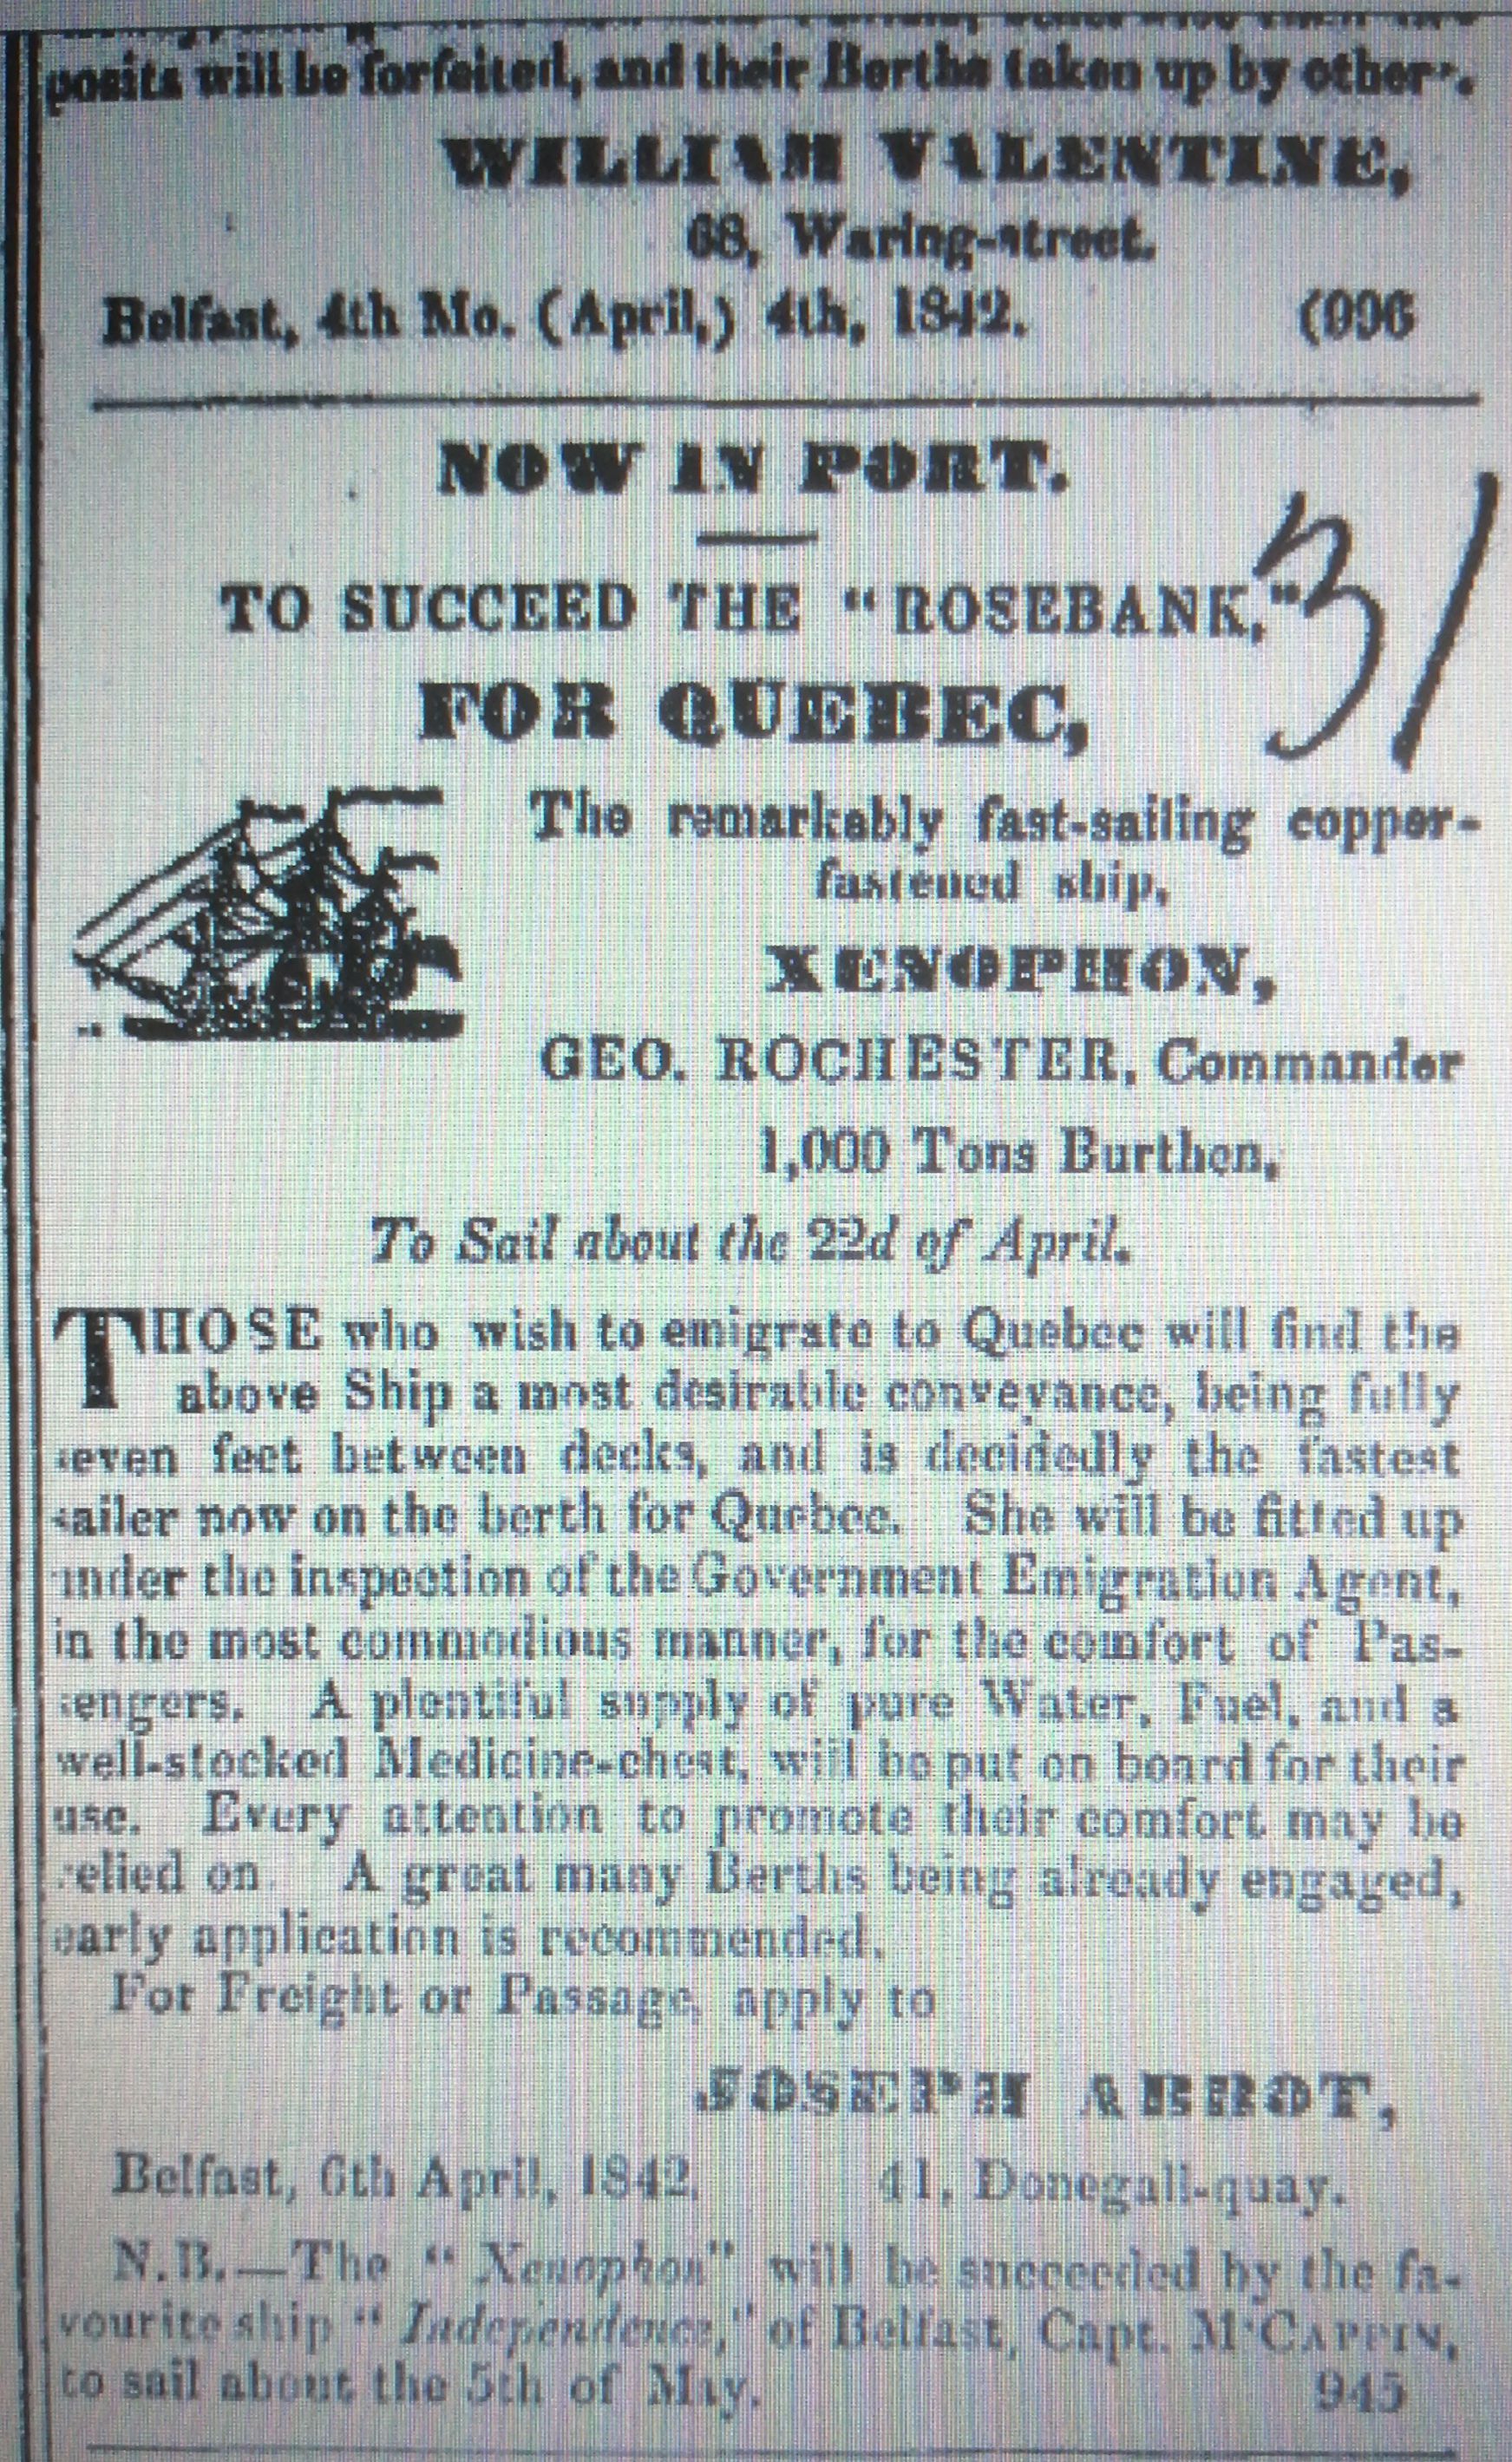 posits will be forfeited, and their Berths taken up by others.
WILLIAM VALENTINE,
68, Waring-street.
Belfast, 4th Mo. (April,) 4th, 1842. (996
NOW IN PORT.
TO SUCCEED THE "ROSEBANK,"
31
FOR QUEBEC,
The remarkably fast-sailing copper-
fastened ship,
XENOPHON,
GEO. ROCHESTER, Commander
1,000 Tons Burthen,
To Sail about the 22d of April.
THOSE who wish to emigrate to Quebec will find the
above Ship a most desirable conveyance, being fully
seven feet between decks, and is decidedly the fastest
sailer now on the berth for Quebec. She will be fitted up
under the inspection of the Government Emigration Agent,
in the most commodious manner, for the comfort of Pas-
sengers. A plentiful supply of pure Water, Fuel, and a
well-stocked Medicine-chest, will be put on board for their
use. Every attention to promote their comfort may be
relied on. A great many Berths being already engaged,
early application is recommended.
For Freight or Passage, apply to
JOSEPH ABBOT,
Belfast, 6th April, 1842. 41, Donegall-quay.
N.B.—The "Xenophon" will be succeeded by the fa-
vourite ship "Independence," of Belfast, Capt. M'CAPPIN,
to sail about the 5th of May. 945